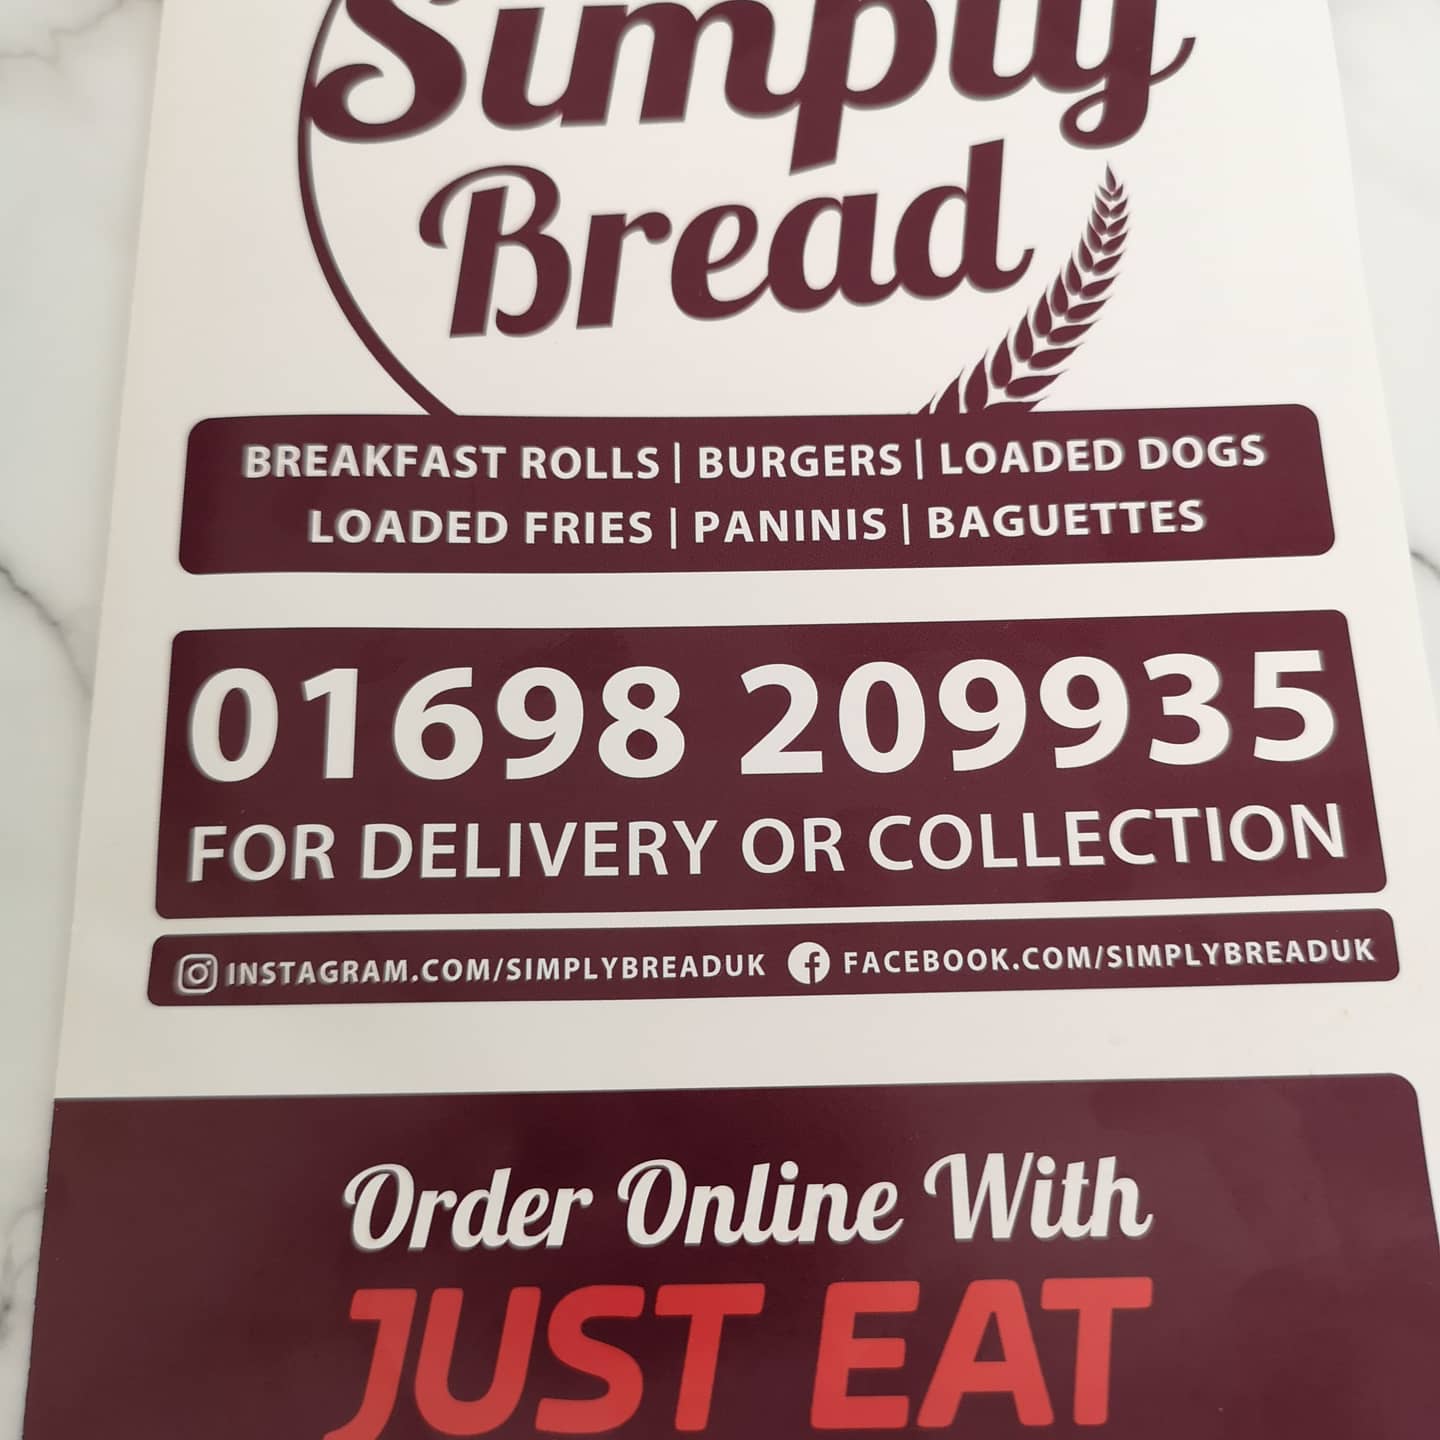 Simply
Bread
BREAKFAST ROLLS | BURGERS | LOADED DOGS
LOADED FRIES | PANINIS | BAGUETTES
01698 209935
FOR DELIVERY OR COLLECTION
INSTAGRAM.COM/SIMPLYBREADUK FACEBOOK.COM/SIMPLYBREADUK
Order Online With
JUST EAT